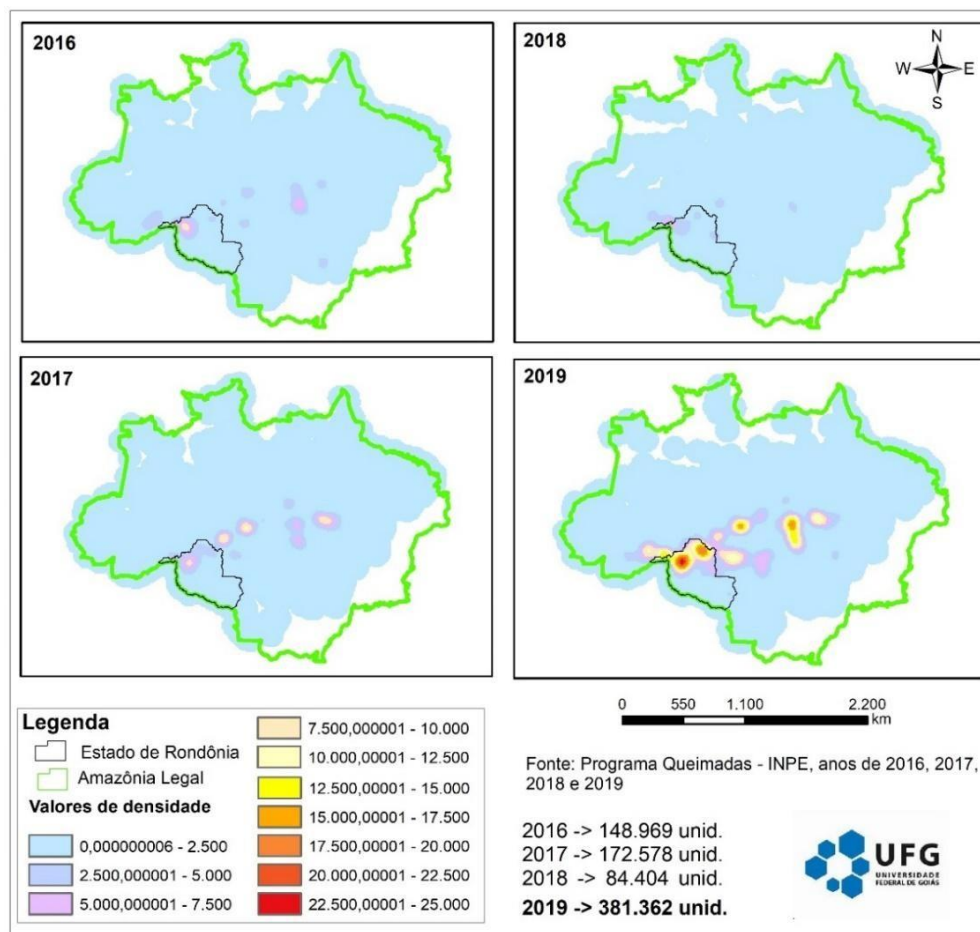 2016
2018
N
W E
S
2017
2019
Legenda
Estado de Rondônia
Amazônia Legal
Valores de densidade
0,000000006 - 2.500
2.500,000001 - 5.000
5.000,000001 - 7.500
7.500,000001 - 10.000
10.000,00001 - 12.500
12.500,00001 - 15.000
15.000,00001 - 17.500
17.500,00001 - 20.000
20.000,00001 - 22.500
22.500,00001 - 25.000
0 550 1.100 2.200
km
Fonte: Programa Queimadas - INPE, anos de 2016, 2017,
2018 e 2019
2016 -> 148.969 unid.
2017 -> 172.578 unid.
2018 -> 84.404 unid.
2019 -> 381.362 unid.
UFG
UNIVERSIDADE
FEDERAL DE GOIÁS